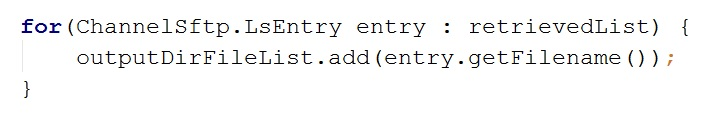 for(ChannelSftp.LsEntry entry : retrievedList) {
    outputDirFileList.add(entry.getFilename());
}